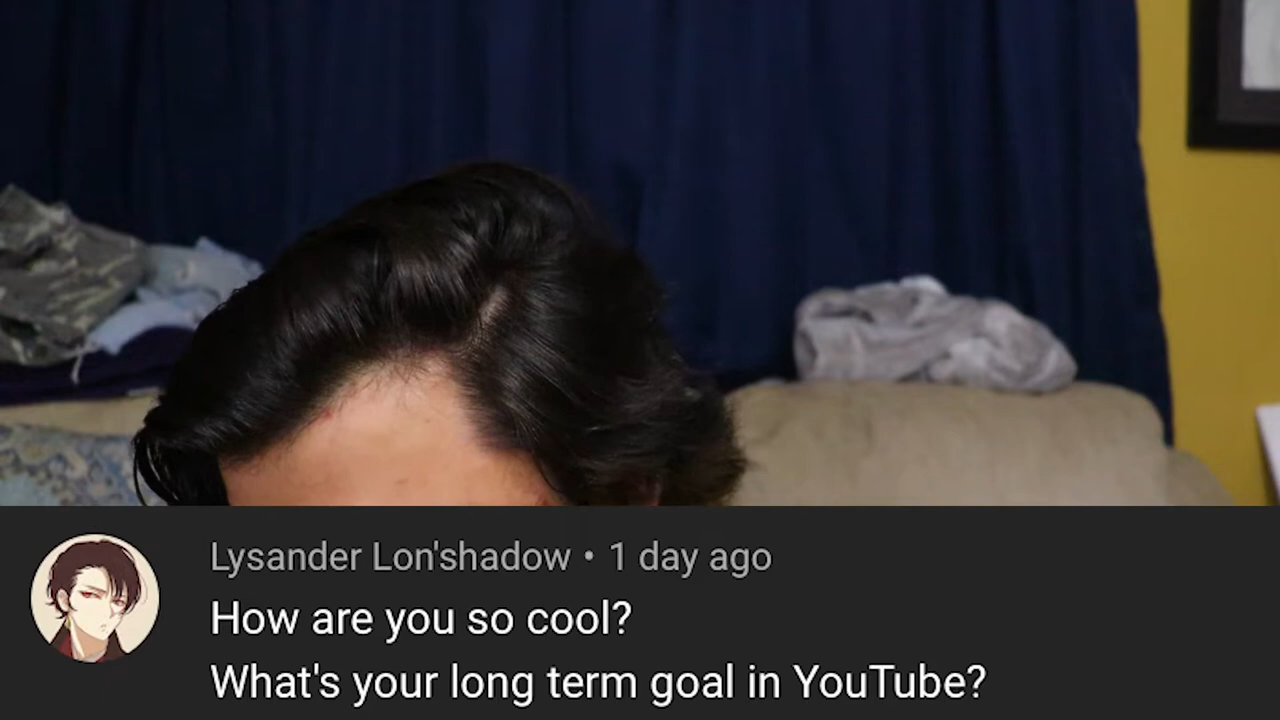 Lysander Lon'shadow • 1 day ago
How are you so cool?
What's your long term goal in YouTube?